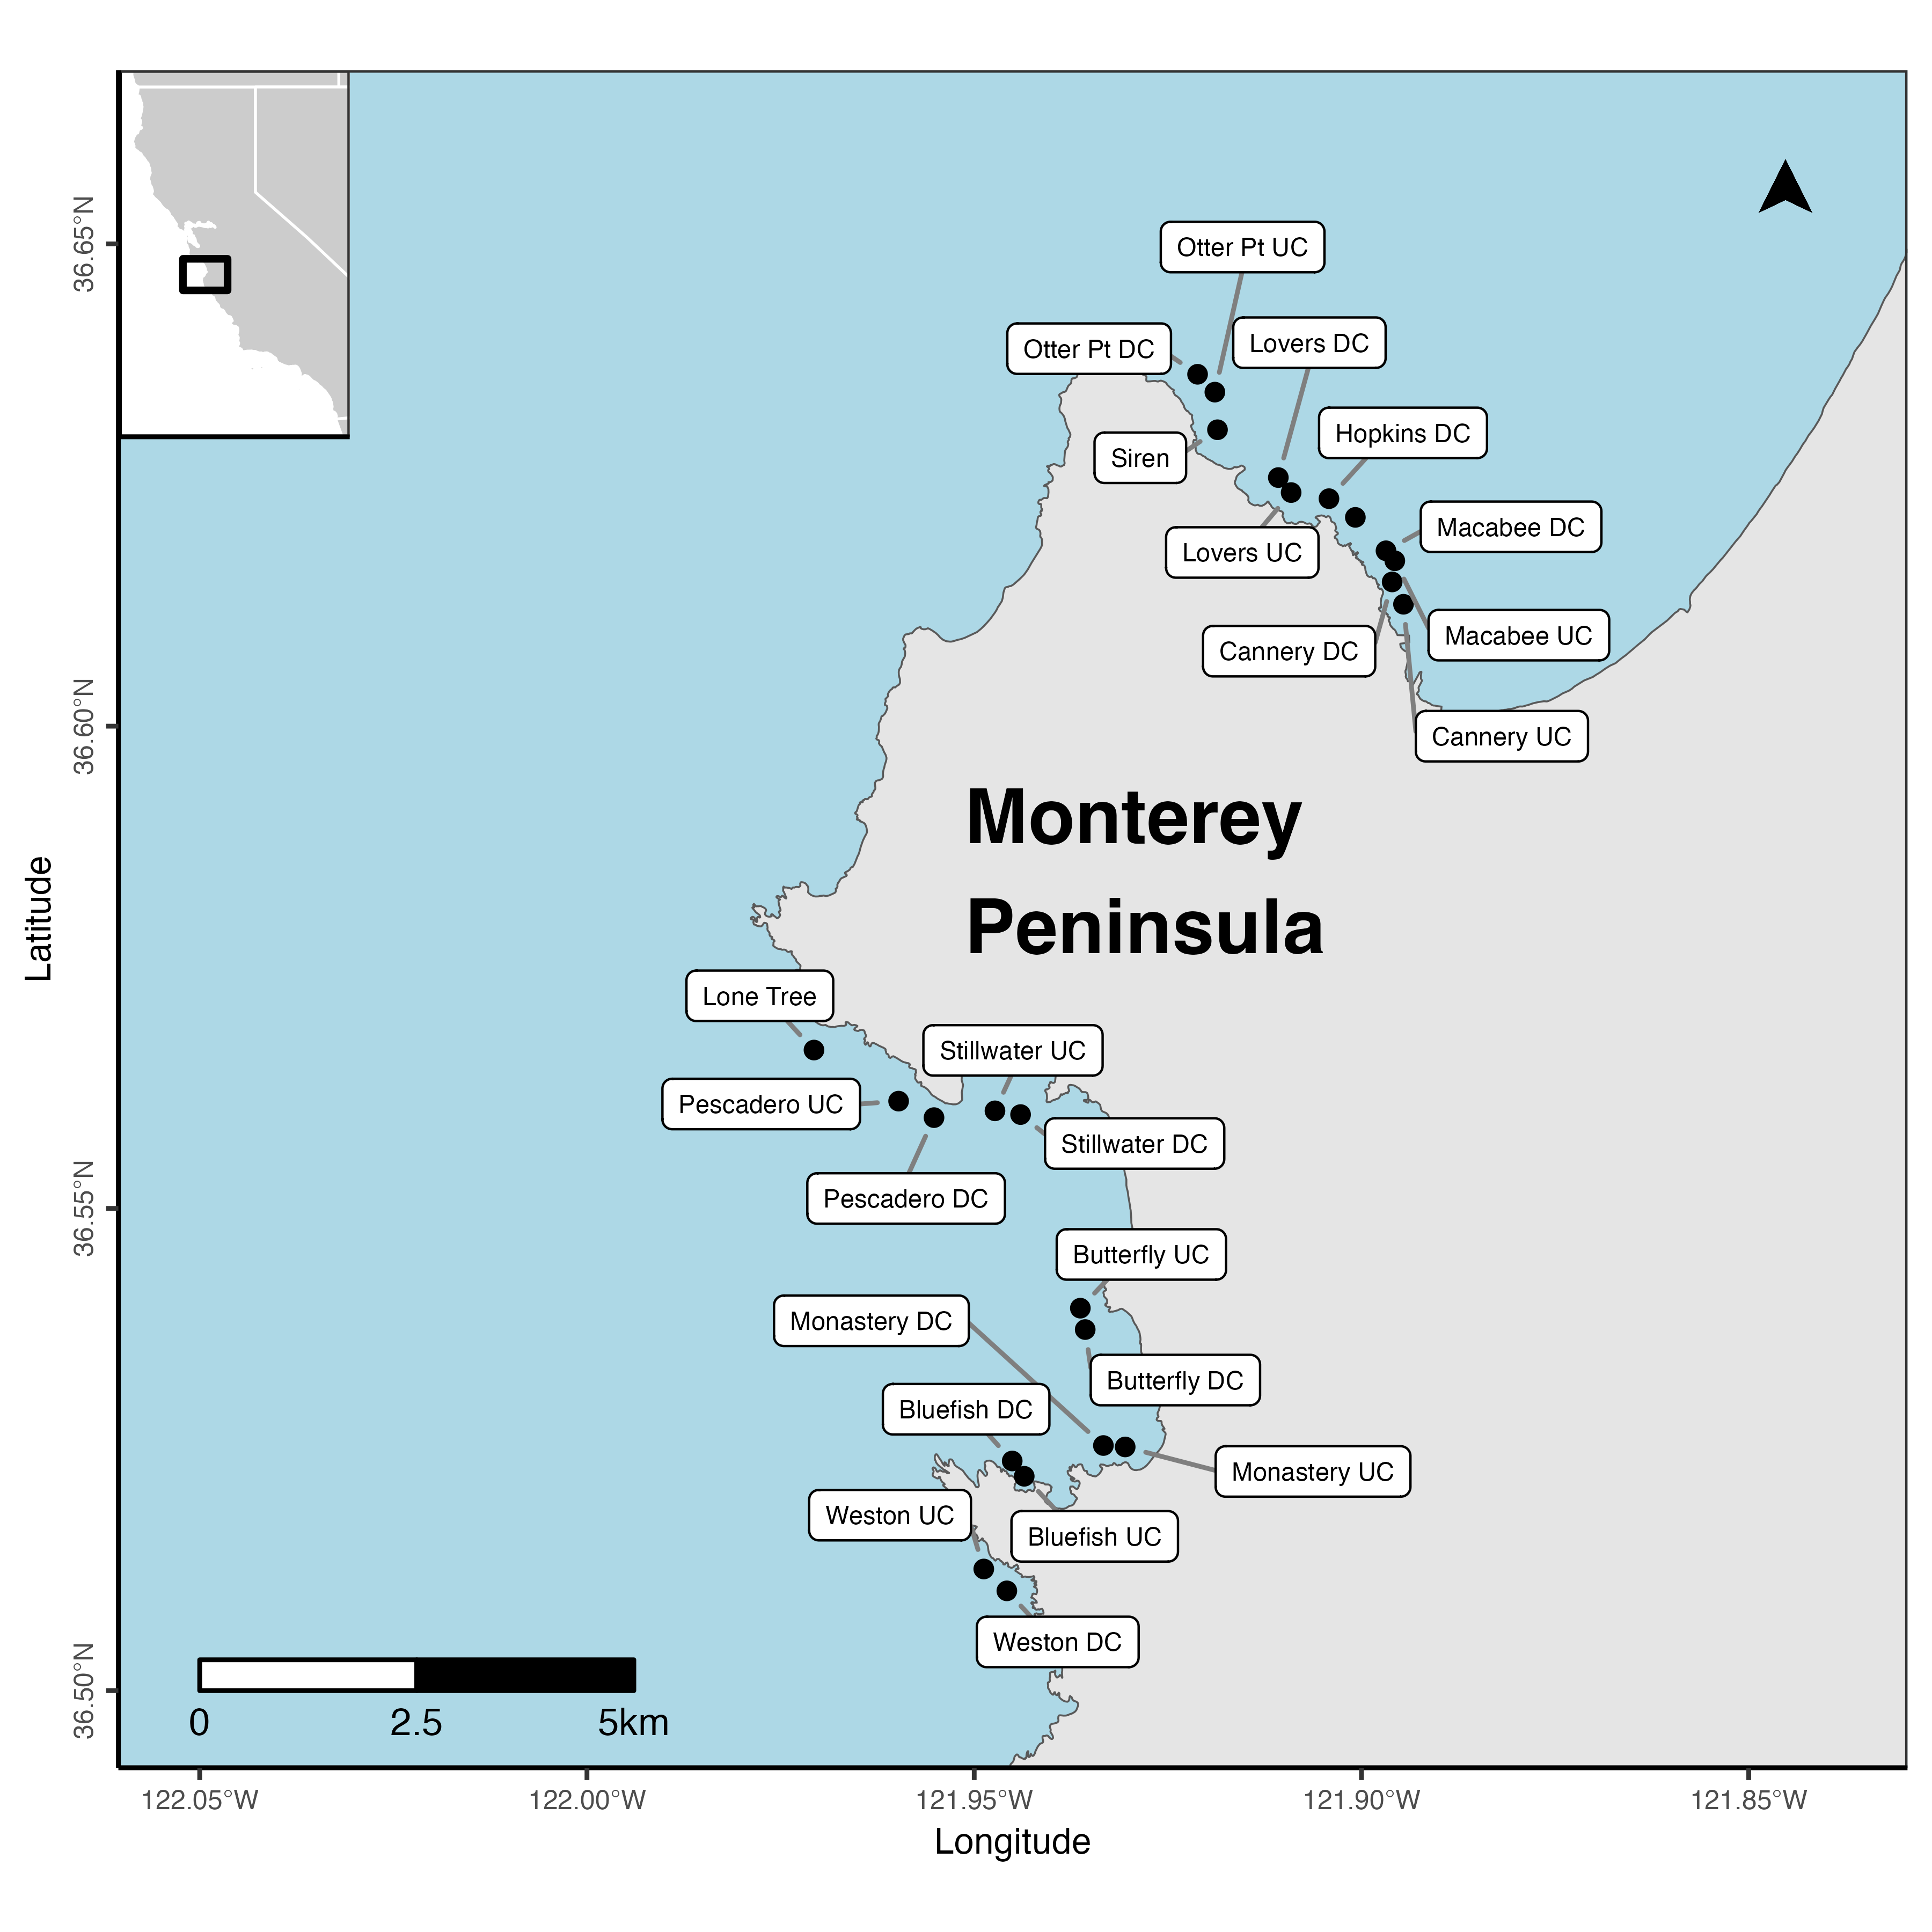 36.65°N
36.60°N
36.55°N
36.50°N
Latitude
Otter Pt UC
Lovers DC
Otter Pt DC
Hopkins DC
Siren
Macabee DC
Lovers UC
Macabee UC
Cannery DC
Cannery UC
Monterey
Peninsula
Lone Tree
Stillwater UC
Pescadero UC
Stillwater DC
Pescadero DC
Butterfly UC
Monastery DC
Butterfly DC
Bluefish DC
Monastery UC
Weston UC
Bluefish UC
Weston DC
0 2.5 5km
122.05°W 122.00°W 121.95°W 121.90°W 121.85°W
Longitude